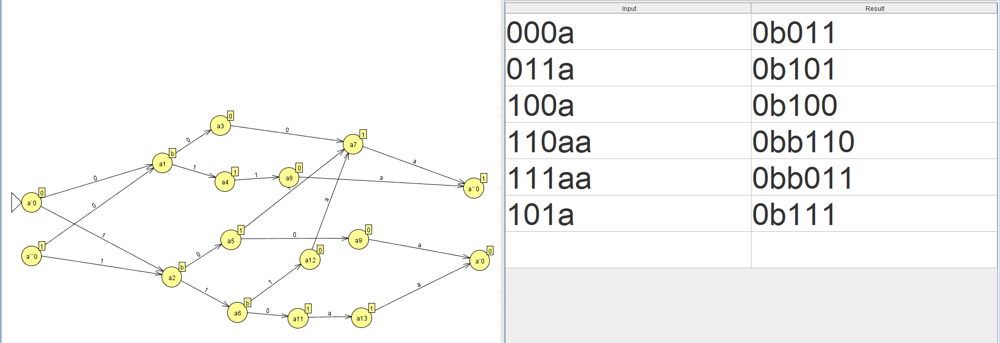 Input Result
000a 0b011
011a 0b101
100a 0b100
110aa 0bb110
111aa 0bb011
101a 0b111
0
a3
0
0
1
a7
b
a1
0
a
1
a4
1
1
0
a8
a
1
a``0
0
a`0
0
0
1
1
a``0
1
b
a2
0
1
a5
0
0
a9
a
0
a`0
a
0
a12
1
1
b
a6
0
1
a11
a
1
a13
a